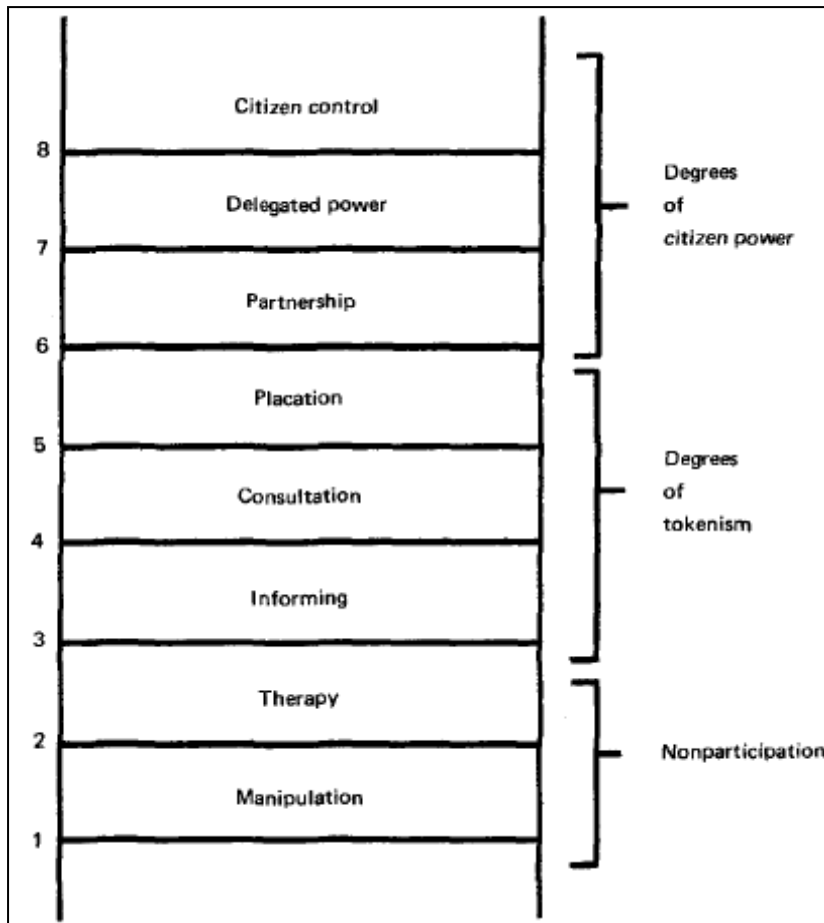 Citizen control
8
Delegated power
7
Partnership
6
Placation
5
Consultation
4
Informing
3
Therapy
2
Manipulation
1
Degrees
of
citizen power
Degrees
of
tokenism
Nonparticipation